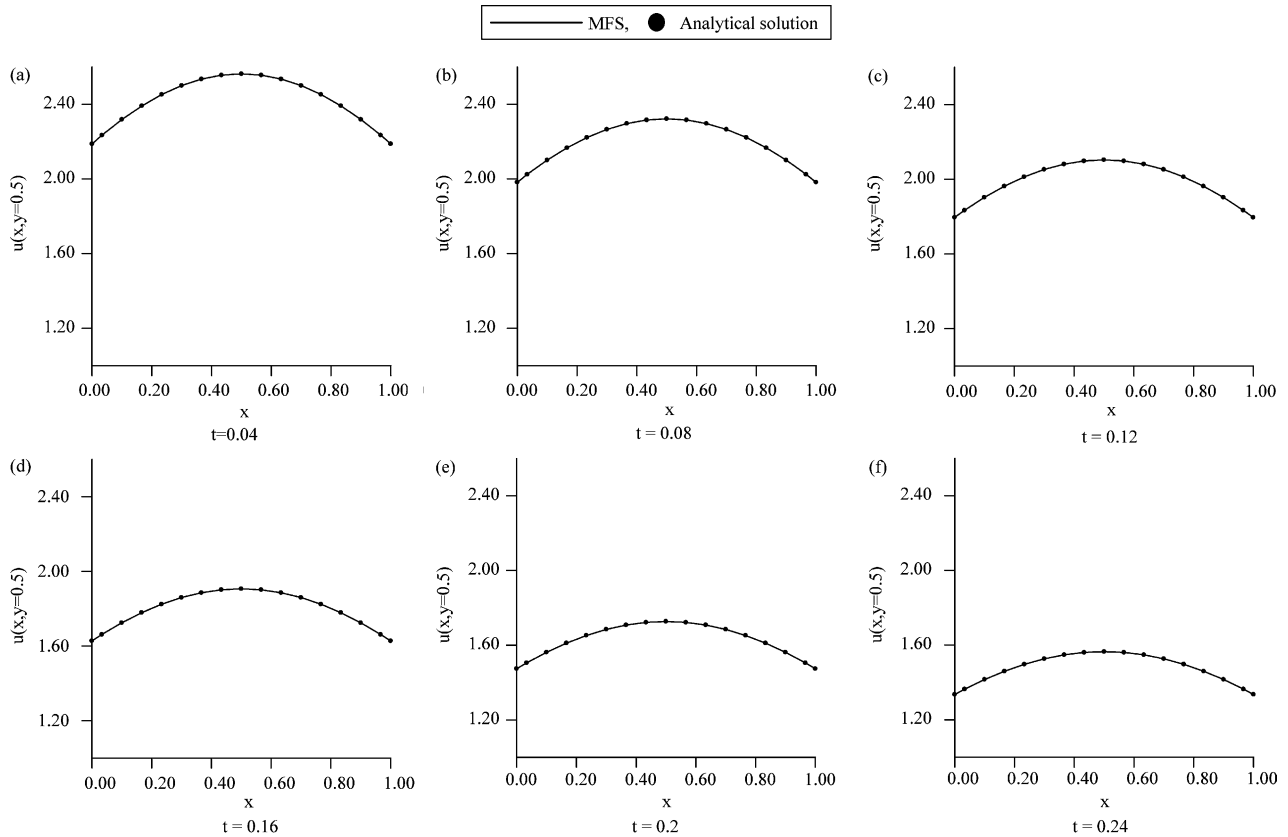 MFS, Analytical solution
(a)
2.40
2.00
1.60
1.20
u(x,y=0.5)
0.00 0.20 0.40 0.60 0.80 1.00
x
t=0.04
(b)
2.40
2.00
1.60
1.20
u(x,y=0.5)
0.00 0.20 0.40 0.60 0.80 1.00
x
t = 0.08
(c)
2.40
2.00
1.60
1.20
u(x,y=0.5)
0.00 0.20 0.40 0.60 0.80 1.00
x
t = 0.12
(d)
2.40
2.00
1.60
1.20
u(x,y=0.5)
0.00 0.20 0.40 0.60 0.80 1.00
x
t = 0.16
(e)
2.40
2.00
1.60
1.20
u(x,y=0.5)
0.00 0.20 0.40 0.60 0.80 1.00
x
t = 0.2
(f)
2.40
2.00
1.60
1.20
u(x,y=0.5)
0.00 0.20 0.40 0.60 0.80 1.00
x
t = 0.24